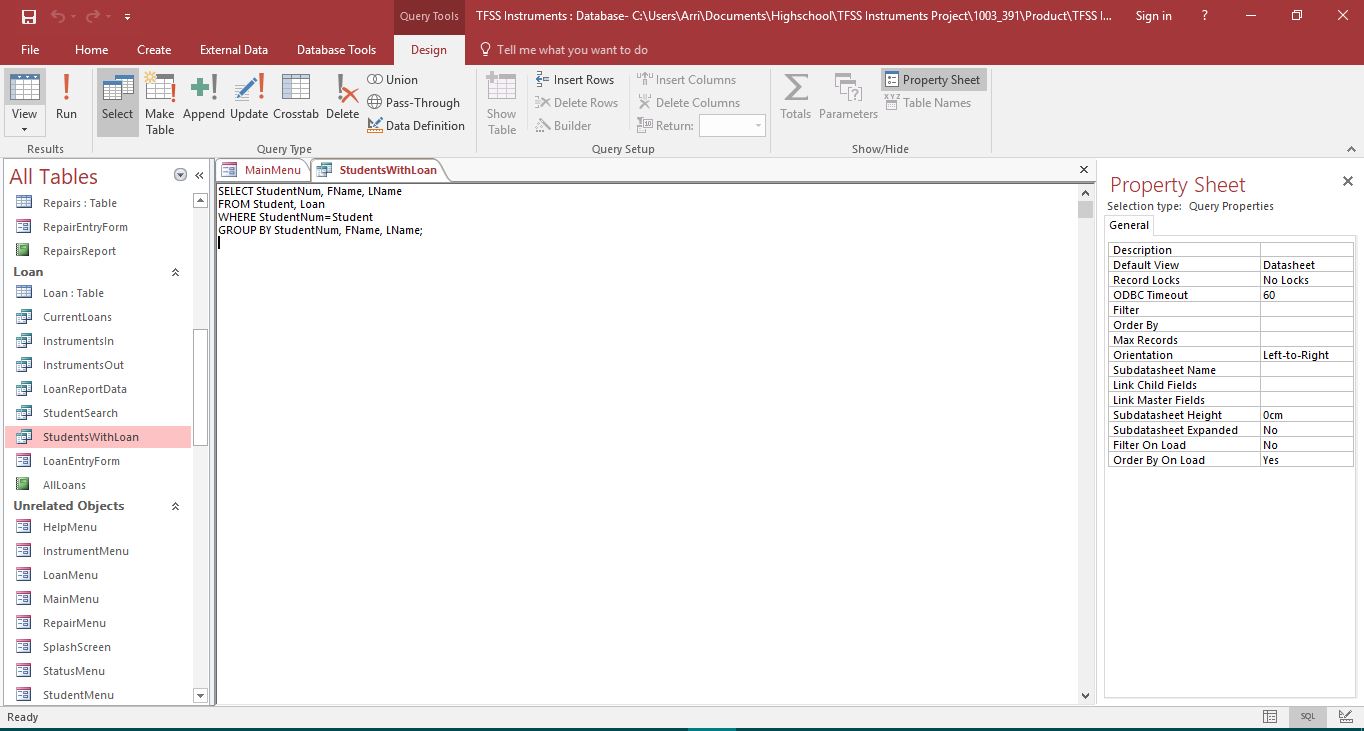 Query Tools
TFSS Instruments : Database- C:\Users\Arri\Documents\Highschool\TFSS Instruments Project\1003_391\Product\TFSS I...
Sign in
?
File
Home
Create
External Data
Database Tools
Design
Tell me what you want to do
View
Run
Select
Make Table
Append
Update
Crosstab
Delete
Union
Pass-Through
Data Definition
Show Table
Insert Rows
Delete Rows
Builder
Insert Columns
Delete Columns
Return:
Totals
Parameters
Property Sheet
XYZ
Table Names
Results
Query Type
Query Setup
Show/Hide
All Tables
Repairs : Table
RepairEntryForm
RepairsReport
Loan
Loan : Table
CurrentLoans
InstrumentsIn
InstrumentsOut
LoanReportData
StudentSearch
StudentsWithLoan
LoanEntryForm
AllLoans
Unrelated Objects
HelpMenu
InstrumentMenu
LoanMenu
MainMenu
RepairMenu
SplashScreen
StatusMenu
StudentMenu
MainMenu
StudentsWithLoan
SELECT StudentNum, FName, LName
FROM Student, Loan
WHERE StudentNum=Student
GROUP BY StudentNum, FName, LName;
Property Sheet
Selection type: Query Properties
General
Description
Default View Datasheet
Record Locks No Locks
ODBC Timeout 60
Filter
Order By
Max Records
Orientation Left-to-Right
Subdatasheet Name
Link Child Fields
Link Master Fields
Subdatasheet Height 0cm
Subdatasheet Expanded No
Filter On Load No
Order By On Load Yes
Ready
SQL